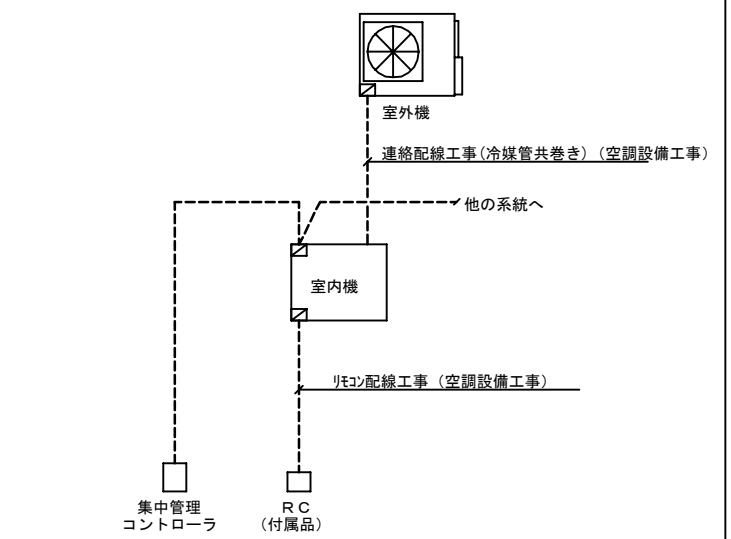 室外機
連絡配線工事(冷媒管共巻き)（空調設備工事）
他の系統へ
室内機
ﾘﾓｺﾝ配線工事（空調設備工事）
集中管理
コントローラ
ＲＣ
（付属品）